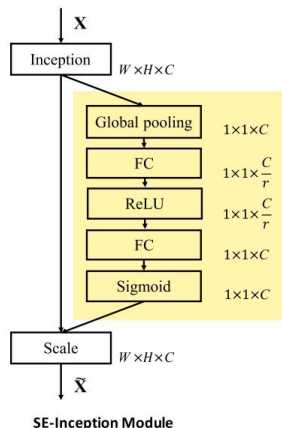 X
Inception
W×H×C
Global pooling
1×1×C
FC
1×1×C/r
ReLU
1×1×C/r
FC
1×1×C
Sigmoid
1×1×C
Scale
W×H×C
X̃
SE-Inception Module